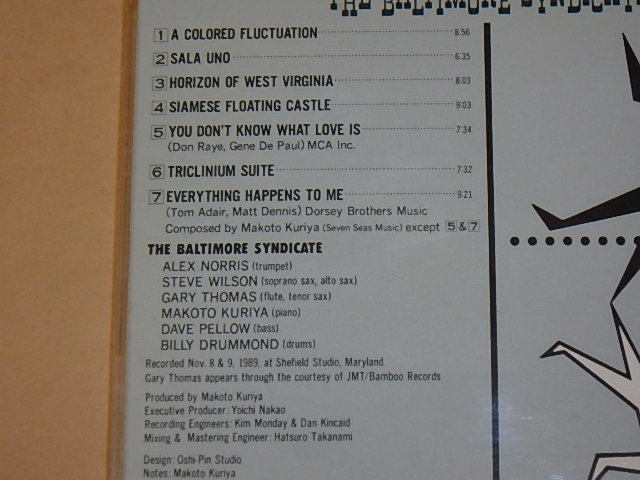 THE BALTIMORE SYNDICATE
1 A COLORED FLUCTUATION 8:56
2 SALA UNO 6:35
3 HORIZON OF WEST VIRGINIA 8:03
4 SIAMESE FLOATING CASTLE 9:03
5 YOU DON'T KNOW WHAT LOVE IS 7:34
(Don Raye, Gene De Paul) MCA Inc.
6 TRICLINIUM SUITE 7:32
7 EVERYTHING HAPPENS TO ME 9:21
(Tom Adair, Matt Dennis) Dorsey Brothers Music
Composed by Makoto Kuriya (Seven Seas Music) except 5 & 7
THE BALTIMORE SYNDICATE
ALEX NORRIS (trumpet)
STEVE WILSON (soprano sax, alto sax)
GARY THOMAS (flute, tenor sax)
MAKOTO KURIYA (piano)
DAVE PELLOW (bass)
BILLY DRUMMOND (drums)
Recorded Nov. 8 & 9, 1989, at Shefield Studio, Maryland
Gary Thomas appears through the courtesy of JMT/Bamboo Records
Produced by Makoto Kuriya
Executive Producer: Yoichi Nakao
Recording Engineers: Kim Monday & Dan Kincaid
Mixing & Mastering Engineer: Hatsuro Takanami
Design: Oshi-Pin Studio
Notes: Makoto Kuriya